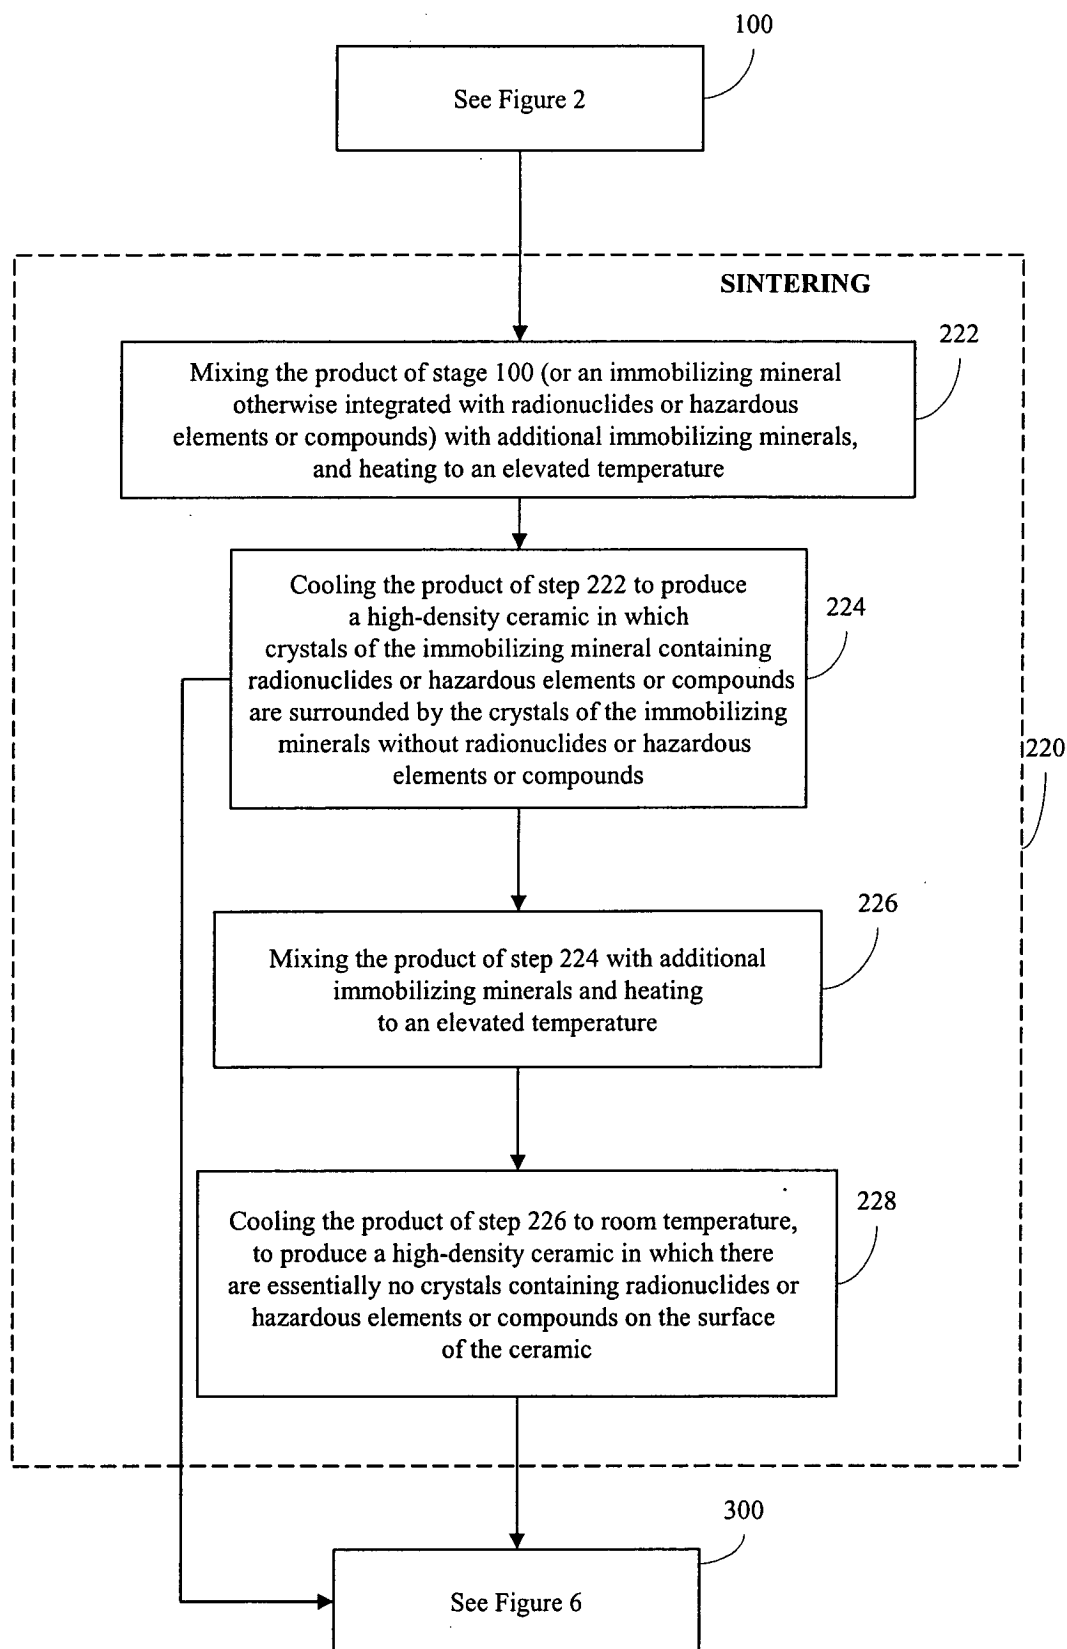 100
See Figure 2
SINTERING
222
Mixing the product of stage 100 (or an immobilizing mineral
otherwise integrated with radionuclides or hazardous
elements or compounds) with additional immobilizing minerals,
and heating to an elevated temperature
Cooling the product of step 222 to produce
a high-density ceramic in which
crystals of the immobilizing mineral containing
radionuclides or hazardous elements or compounds
are surrounded by the crystals of the immobilizing
minerals without radionuclides or hazardous
elements or compounds
224
220
226
Mixing the product of step 224 with additional
immobilizing minerals and heating
to an elevated temperature
228
Cooling the product of step 226 to room temperature,
to produce a high-density ceramic in which there
are essentially no crystals containing radionuclides or
hazardous elements or compounds on the surface
of the ceramic
300
See Figure 6